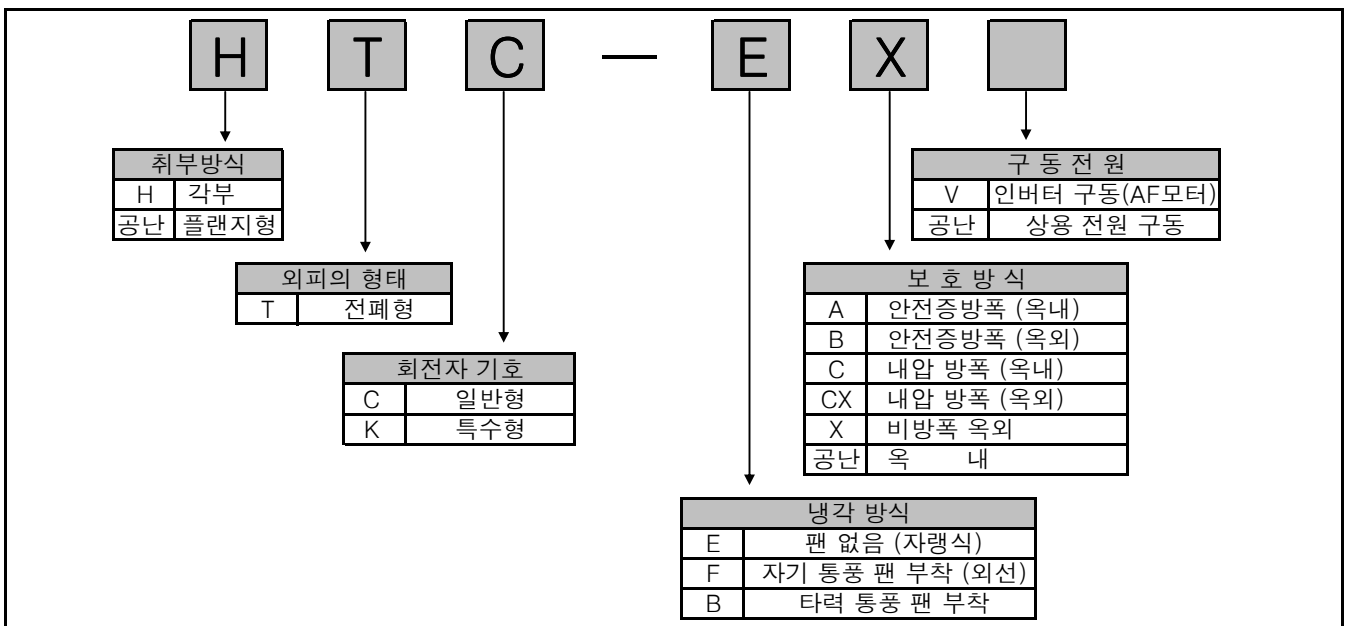 H T C — E X
취부방식
H 각부
공난 플랜지형
구 동 전 원
V 인버터 구동(AF모터)
공난 상용 전원 구동
외피의 형태
T 전폐형
보 호 방 식
A 안전증방폭 (옥내)
B 안전증방폭 (옥외)
C 내압 방폭 (옥내)
CX 내압 방폭 (옥외)
X 비방폭 옥외
공난 옥 내
회전자 기호
C 일반형
K 특수형
냉각 방식
E 팬 없음 (자랭식)
F 자기 통풍 팬 부착 (외선)
B 타력 통풍 팬 부착